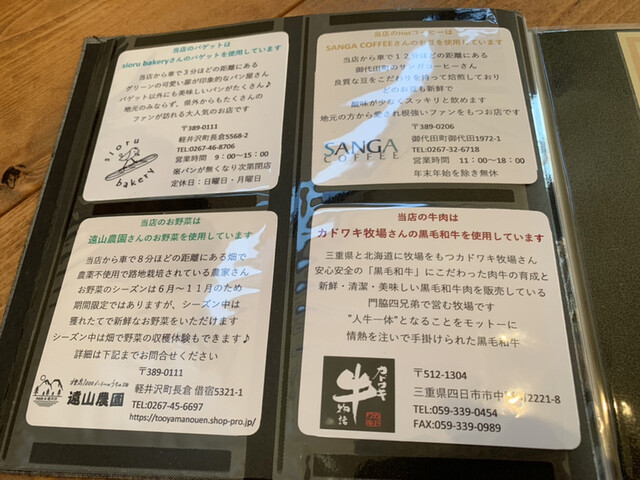 当店のバゲットは
sioru bakeryさんのバゲットを使用しています
当店から車で3分ほどの距離にある
グリーンの可愛い扉が印象的なパン屋さん
バゲット以外にも美味しいパンがたくさん♪
地元のみならず、県外からもたくさんの
ファンが訪れる大人気のお店です
〒389-0111
軽井沢町長倉5568-2
TEL:0267-46-8706
営業時間 9:00~15:00
※パンが無くなり次第閉店
定休日:日曜日・月曜日
sioru
bakery
当店のHotコーヒーは
SANGA COFFEEさんのお豆を使用しています
当店から車で12分ほどの距離にある
御代田町のサンガコーヒーさん
良質な豆をこだわりを持って焙煎しており
どのお豆も新鮮で
酸味が少なくスッキリと飲めます
地元の方から愛され根強いファンをもつお店です
〒389-0206
御代田町御代田1972-1
TEL:0267-32-6718
営業時間 11:00~18:00
年末年始を除き無休
SANGA
COFFEE
当店のお野菜は
遠山農園さんのお野菜を使用しています
当店から車で8分ほどの距離にある畑で
農薬不使用で路地栽培されている農家さん
お野菜のシーズンは6月~11月のため
期間限定ではありますが、シーズン中は
獲れたてで新鮮なお野菜をいただけます
シーズン中は畑で野菜の収穫体験もできます♪
詳細は下記までお問合せください
〒389-0111
軽井沢町長倉 借宿5321-1
TEL:0267-45-6697
https://tooyamanouen.shop-pro.jp/
遠山農園
当店の牛肉は
カドワキ牧場さんの黒毛和牛を使用しています
三重県と北海道に牧場をもつカドワキ牧場さん
安心安全の「黒毛和牛」にこだわった肉牛の育成と
新鮮・清潔・美味しい黒毛和牛肉を販売している
門脇四兄弟で営む牧場です
"人牛一体"となることをモットーに
情熱を注いで手掛けられた黒毛和牛
〒512-1304
三重県四日市市中野町2221-8
TEL:059-339-0454
FAX:059-339-0989
カドワキ
牛
物語